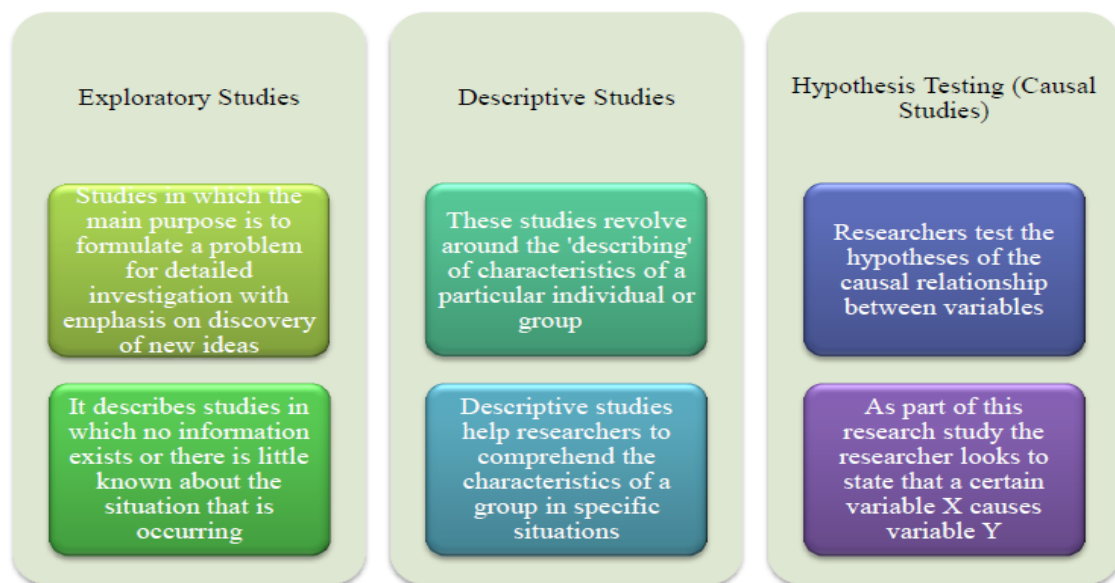 Exploratory Studies
Studies in which the
main purpose is to
formulate a problem
for detailed
investigation with
emphasis on discovery
of new ideas
It describes studies in
which no information
exists or there is little
known about the
situation that is
occurring
Descriptive Studies
These studies revolve
around the 'describing'
of characteristics of a
particular individual or
group
Descriptive studies
help researchers to
comprehend the
characteristics of a
group in specific
situations
Hypothesis Testing (Causal
Studies)
Researchers test the
hypotheses of the
causal relationship
between variables
As part of this
research study the
researcher looks to
state that a certain
variable X causes
variable Y